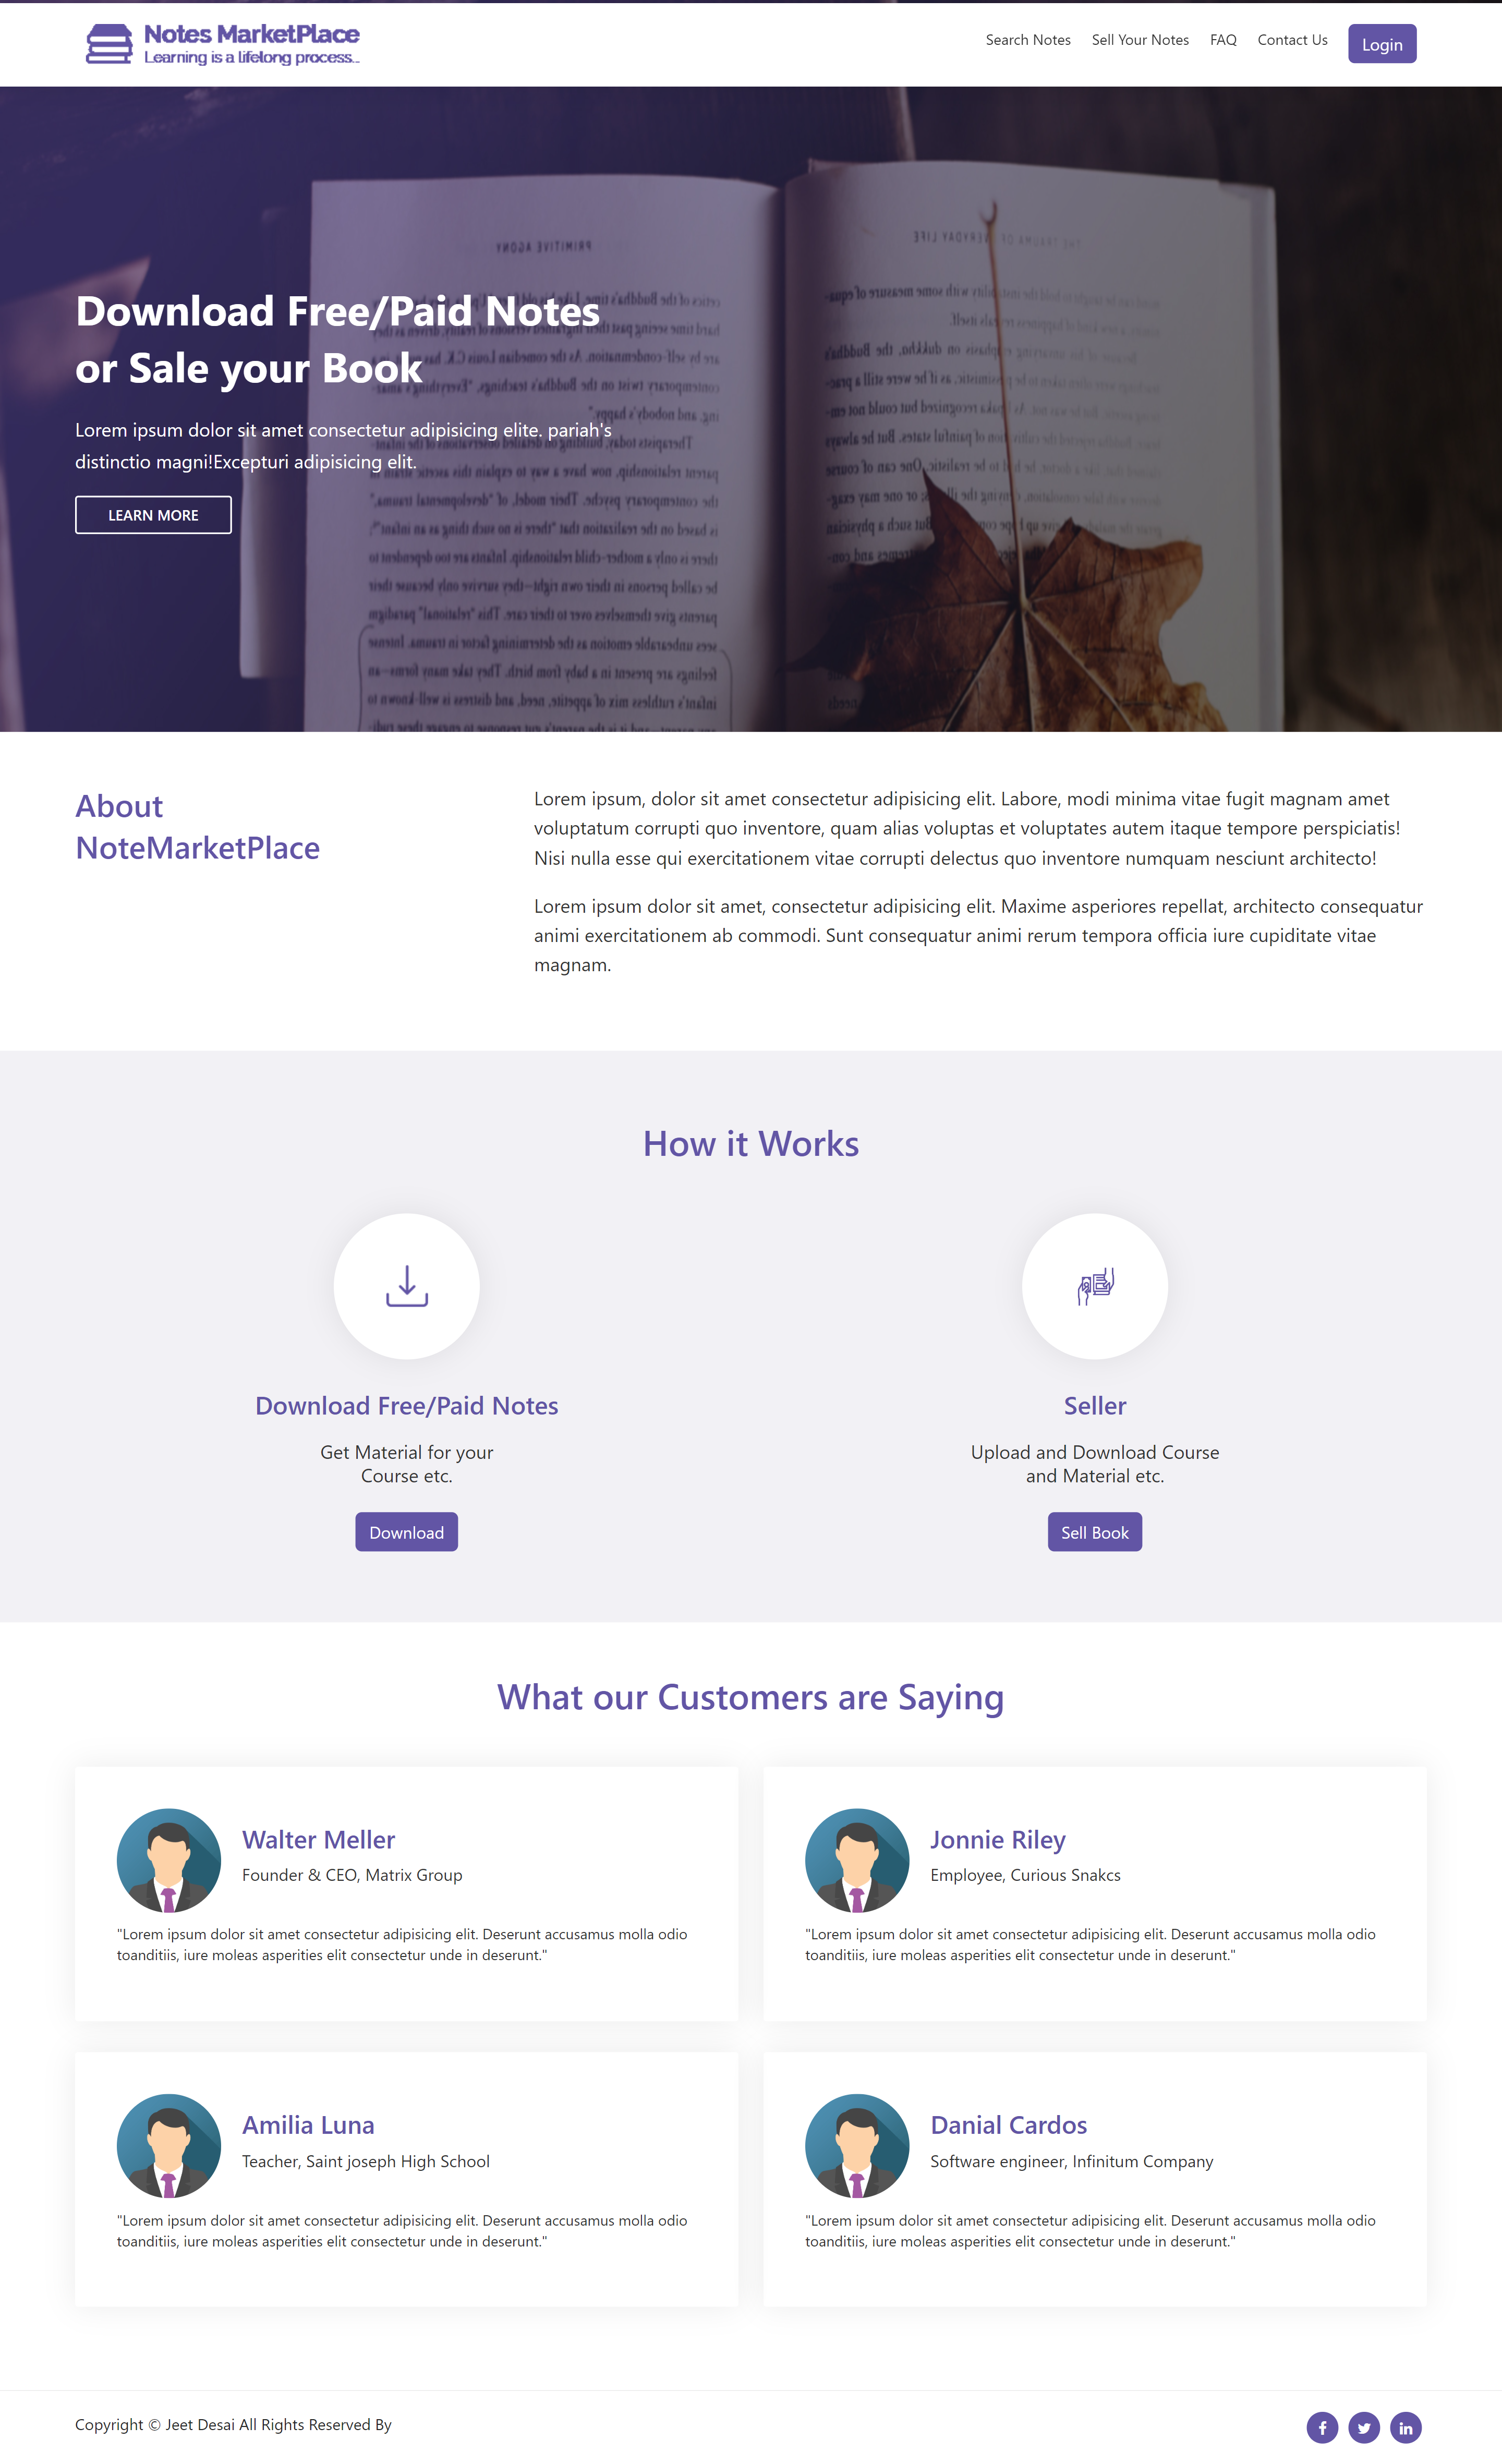 Notes MarketPlace
Learning is a lifelong process...
Search Notes
Sell Your Notes
FAQ
Contact Us
Login
PRIMITIVE AGONY
THE TRAUMA OF EVERYDAY LIFE
Download Free/Paid Notes
or Sale your Book
Lorem ipsum dolor sit amet consectetur adipisicing elite. pariah's
distinctio magni!Excepturi adipisicing elit.
LEARN MORE
About
NoteMarketPlace
Lorem ipsum, dolor sit amet consectetur adipisicing elit. Labore, modi minima vitae fugit magnam amet
voluptatum corrupti quo inventore, quam alias voluptas et voluptates autem itaque tempore perspiciatis!
Nisi nulla esse qui exercitationem vitae corrupti delectus quo inventore numquam nesciunt architecto!
Lorem ipsum dolor sit amet, consectetur adipisicing elit. Maxime asperiores repellat, architecto consequatur
animi exercitationem ab commodi. Sunt consequatur animi rerum tempora officia iure cupiditate vitae
magnam.
How it Works
Download Free/Paid Notes
Get Material for your
Course etc.
Download
Seller
Upload and Download Course
and Material etc.
Sell Book
What our Customers are Saying
Walter Meller
Founder & CEO, Matrix Group
"Lorem ipsum dolor sit amet consectetur adipisicing elit. Deserunt accusamus molla odio
toanditiis, iure moleas asperities elit consectetur unde in deserunt."
Jonnie Riley
Employee, Curious Snakcs
"Lorem ipsum dolor sit amet consectetur adipisicing elit. Deserunt accusamus molla odio
toanditiis, iure moleas asperities elit consectetur unde in deserunt."
Amilia Luna
Teacher, Saint joseph High School
"Lorem ipsum dolor sit amet consectetur adipisicing elit. Deserunt accusamus molla odio
toanditiis, iure moleas asperities elit consectetur unde in deserunt."
Danial Cardos
Software engineer, Infinitum Company
"Lorem ipsum dolor sit amet consectetur adipisicing elit. Deserunt accusamus molla odio
toanditiis, iure moleas asperities elit consectetur unde in deserunt."
Copyright © Jeet Desai All Rights Reserved By